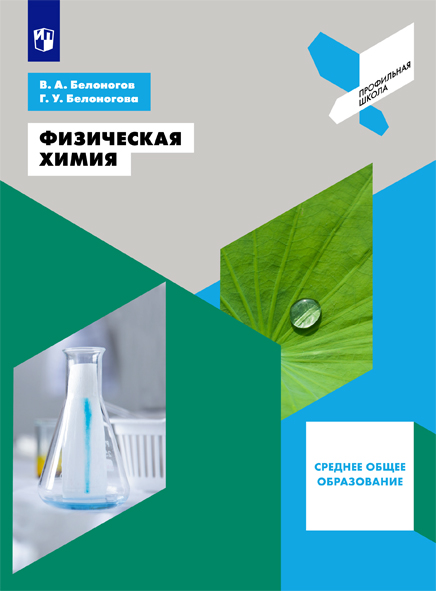 В. А. Белоногов
Г. У. Белоногова
ФИЗИЧЕСКАЯ
ХИМИЯ
ПРОФИЛЬНАЯ
ШКОЛА
СРЕДНЕЕ ОБЩЕЕ
ОБРАЗОВАНИЕ